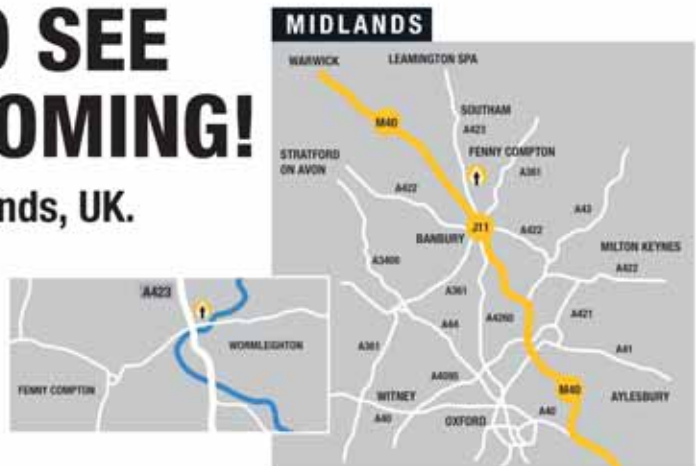 O SEE
OMING!
nds, UK.
MIDLANDS
WARWICK
LEAMINGTON SPA
M40
SOUTHAM
A423
STRATFORD
ON AVON
FENNY COMPTON
A361
A422
A43
J11
A422
BANBURY
MILTON KEYNES
A422
A3400
A361
A44
A4260
A421
A361
A41
A4095
WITNEY
M40
AYLESBURY
A40
OXFORD
A40
A423
WORMLEIGHTON
FENNY COMPTON